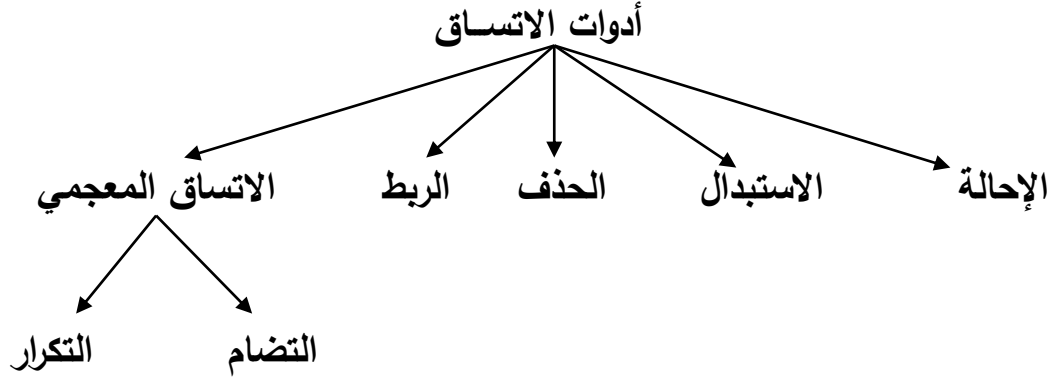 أدوات الاتساق
الإحالة الاستبدال الحذف الربط الاتساق المعجمي
التضام التكرار